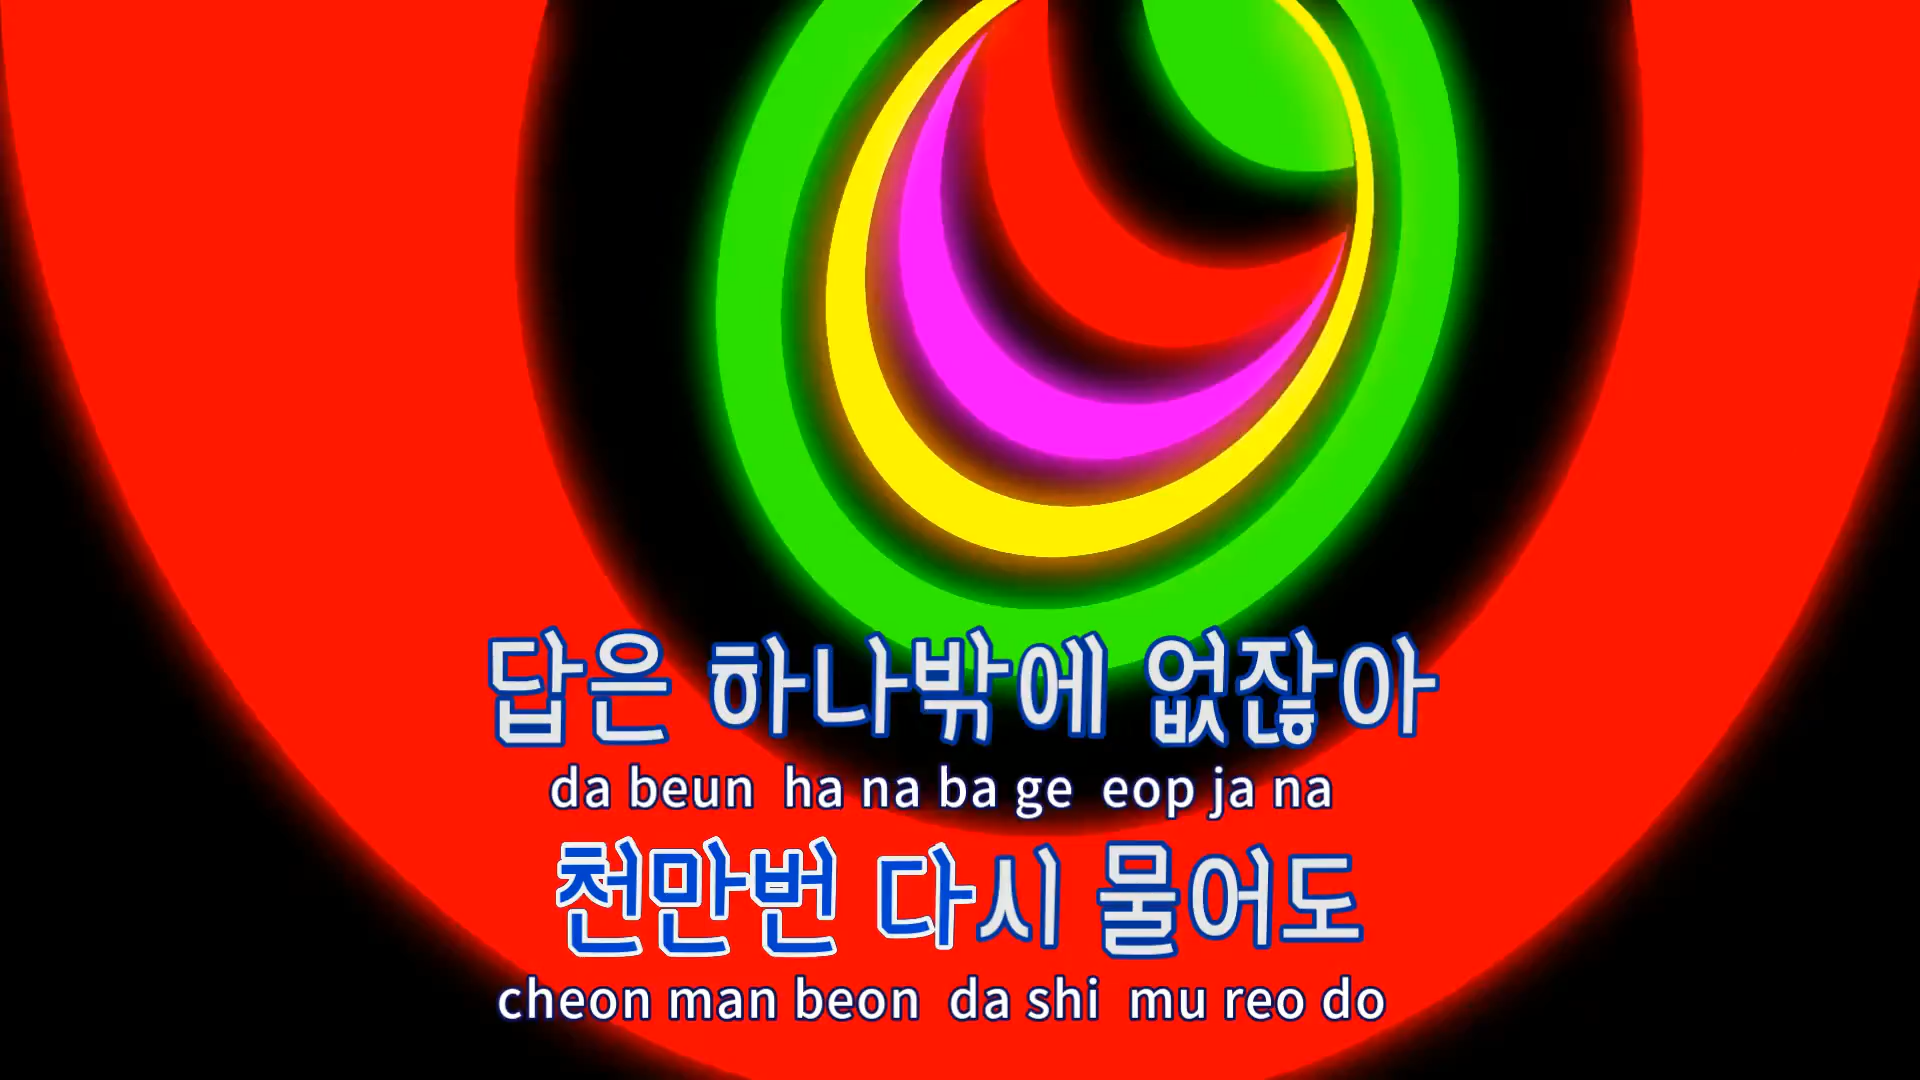 답은 하나밖에 없잖아
da beun ha na ba ge eop ja na
천만번 다시 물어도
cheon man beon da shi mu reo do